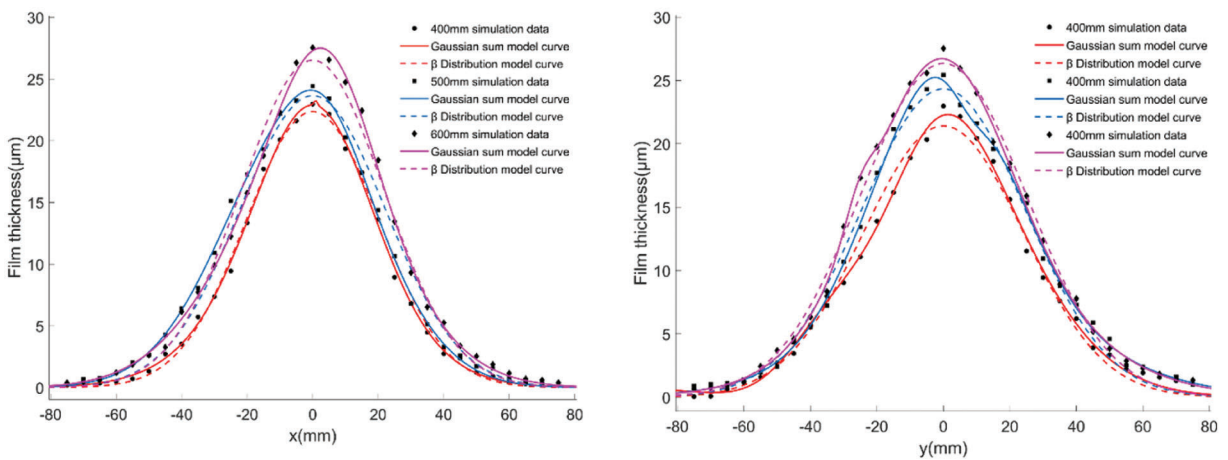 30
25
20
15
10
5
0
Film thickness(μm)
-80
-60
-40
-20
0
20
40
60
80
x(mm)
400mm simulation data
Gaussian sum model curve
β Distribution model curve
500mm simulation data
Gaussian sum model curve
β Distribution model curve
600mm simulation data
Gaussian sum model curve
β Distribution model curve
30
25
20
15
10
5
0
Film thickness(μm)
-80
-60
-40
-20
0
20
40
60
80
y(mm)
400mm simulation data
Gaussian sum model curve
β Distribution model curve
400mm simulation data
Gaussian sum model curve
β Distribution model curve
400mm simulation data
Gaussian sum model curve
β Distribution model curve